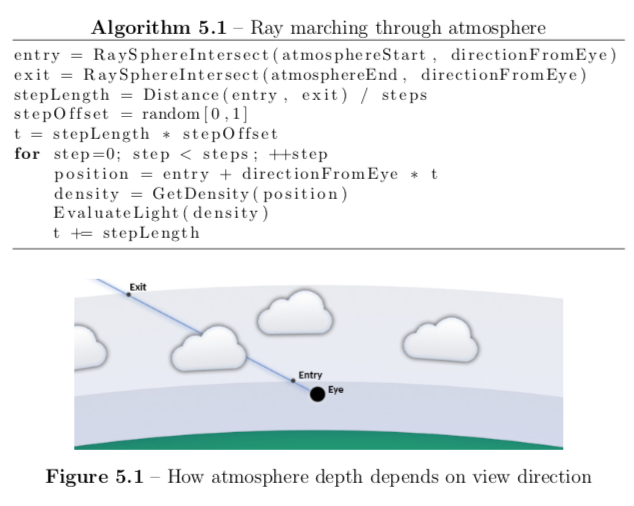 Algorithm 5.1 – Ray marching through atmosphere
entry = RaySphereIntersect(atmosphereStart, directionFromEye)
exit = RaySphereIntersect(atmosphereEnd, directionFromEye)
stepLength = Distance(entry, exit) / steps
stepOffset = random[0,1]
t = stepLength * stepOffset
for step=0; step < steps; ++step
position = entry + directionFromEye * t
density = GetDensity(position)
EvaluateLight(density)
t += stepLength
Exit
Entry
Eye
Figure 5.1 – How atmosphere depth depends on view direction